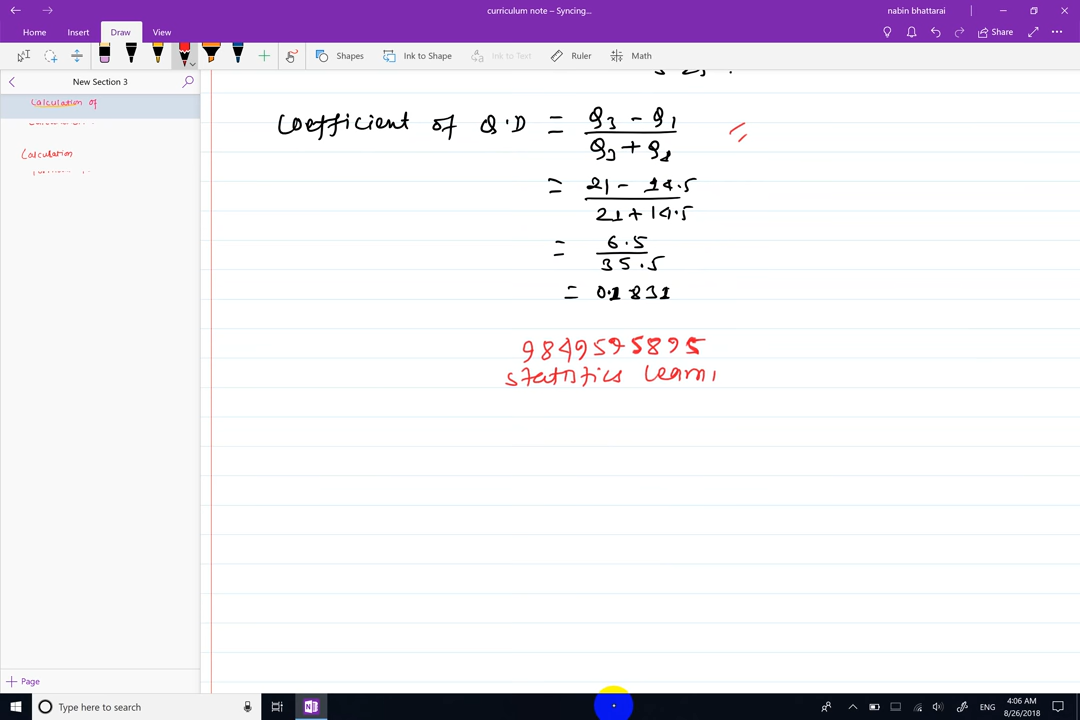 curriculum note – Syncing...
nabin bhattarai
Home Insert Draw View
Share
Shapes Ink to Shape Ink to Text Ruler Math
New Section 3
Calculation of
Calculation
Coefficient of Q.D = Q3 - Q1
Q3 + Q1
= 21 - 14.5
21 + 14.5
= 6.5
35.5
= 0.1831
9849595895
statistics learni
+ Page
Type here to search
ENG
4:06 AM
8/26/2018